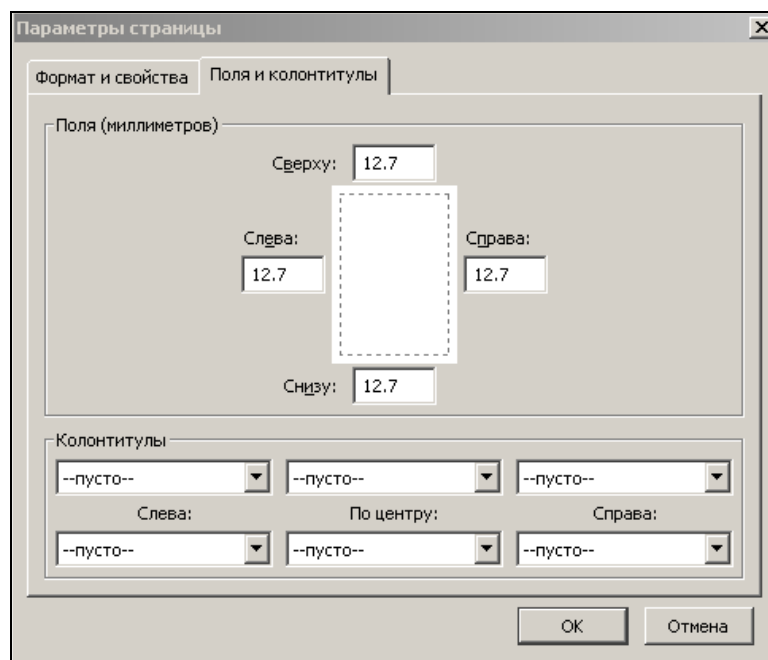 Параметры страницы
Формат и свойства Поля и колонтитулы
Поля (миллиметров)
Сверху: 12.7
Слева: Справа:
12.7 12.7
Снизу: 12.7
Колонтитулы
--пусто-- --пусто-- --пусто--
Слева: По центру: Справа:
--пусто-- --пусто-- --пусто--
OK Отмена